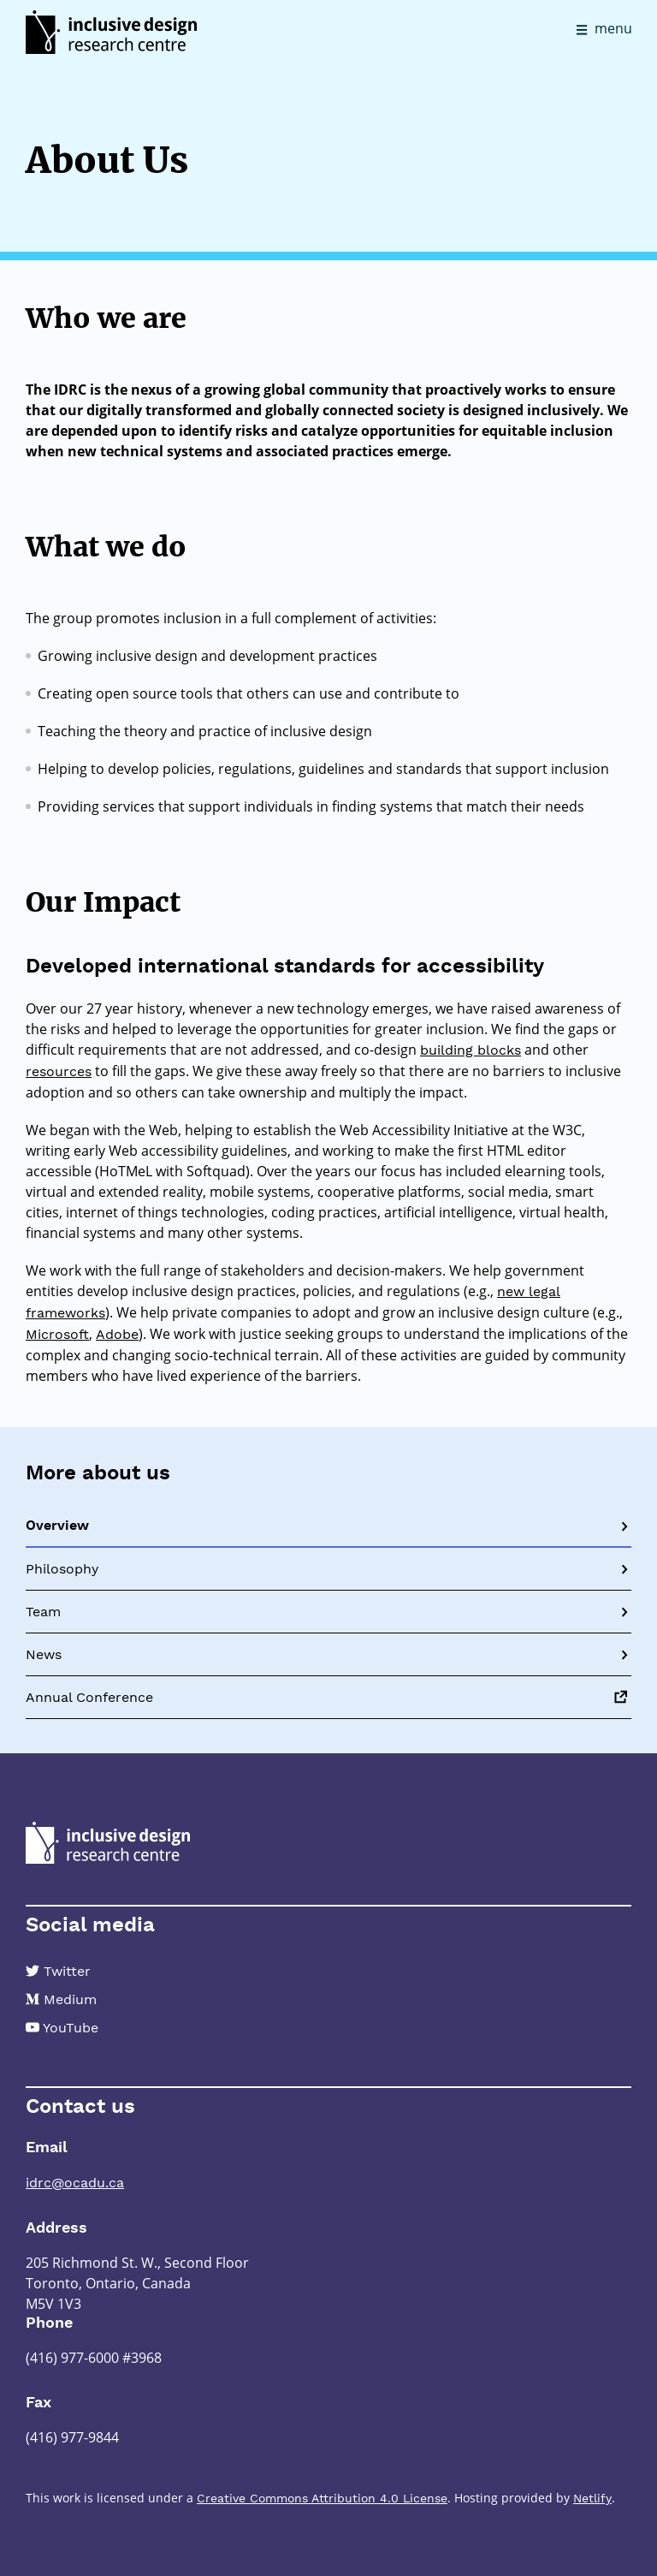 inclusive design
research centre
menu
About Us
Who we are
The IDRC is the nexus of a growing global community that proactively works to ensure
that our digitally transformed and globally connected society is designed inclusively. We
are depended upon to identify risks and catalyze opportunities for equitable inclusion
when new technical systems and associated practices emerge.
What we do
The group promotes inclusion in a full complement of activities:
Growing inclusive design and development practices
Creating open source tools that others can use and contribute to
Teaching the theory and practice of inclusive design
Helping to develop policies, regulations, guidelines and standards that support inclusion
Providing services that support individuals in finding systems that match their needs
Our Impact
Developed international standards for accessibility
Over our 27 year history, whenever a new technology emerges, we have raised awareness of
the risks and helped to leverage the opportunities for greater inclusion. We find the gaps or
difficult requirements that are not addressed, and co-design building blocks and other
resources to fill the gaps. We give these away freely so that there are no barriers to inclusive
adoption and so others can take ownership and multiply the impact.
We began with the Web, helping to establish the Web Accessibility Initiative at the W3C,
writing early Web accessibility guidelines, and working to make the first HTML editor
accessible (HoTMeL with Softquad). Over the years our focus has included elearning tools,
virtual and extended reality, mobile systems, cooperative platforms, social media, smart
cities, internet of things technologies, coding practices, artificial intelligence, virtual health,
financial systems and many other systems.
We work with the full range of stakeholders and decision-makers. We help government
entities develop inclusive design practices, policies, and regulations (e.g., new legal
frameworks). We help private companies to adopt and grow an inclusive design culture (e.g.,
Microsoft, Adobe). We work with justice seeking groups to understand the implications of the
complex and changing socio-technical terrain. All of these activities are guided by community
members who have lived experience of the barriers.
More about us
Overview
Philosophy
Team
News
Annual Conference
inclusive design
research centre
Social media
Twitter
Medium
YouTube
Contact us
Email
idrc@ocadu.ca
Address
205 Richmond St. W., Second Floor
Toronto, Ontario, Canada
M5V 1V3
Phone
(416) 977-6000 #3968
Fax
(416) 977-9844
This work is licensed under a Creative Commons Attribution 4.0 License. Hosting provided by Netlify.